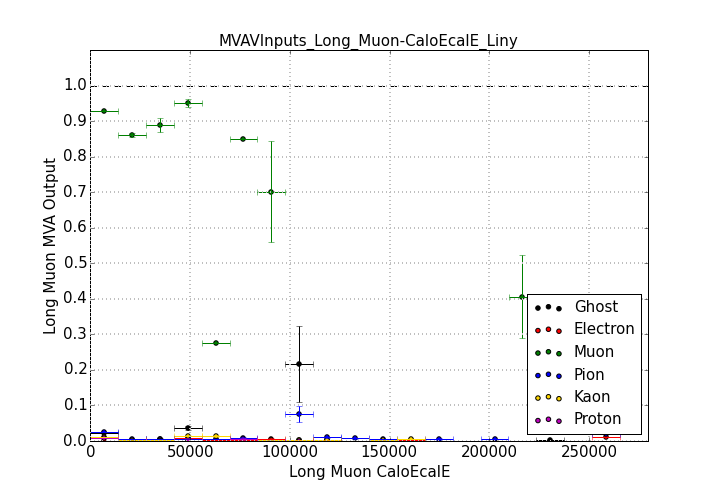 MVAVInputs_Long_Muon-CaloEcalE_Liny
1.0
0.9
0.8
0.7
0.6
0.5
0.4
0.3
0.2
0.1
0.0
Long Muon MVA Output
Ghost
Electron
Muon
Pion
Kaon
Proton
0 50000 100000 150000 200000 250000
Long Muon CaloEcalE